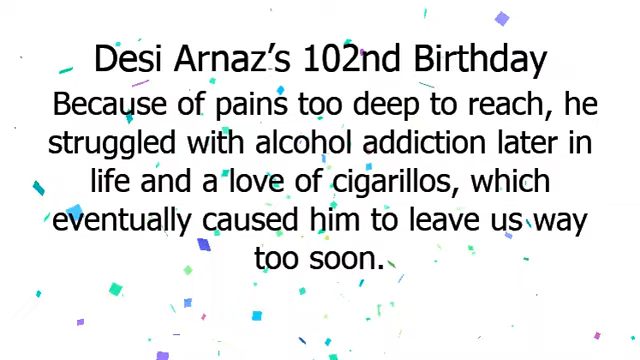 Desi Arnaz’s 102nd Birthday
Because of pains too deep to reach, he
struggled with alcohol addiction later in
life and a love of cigarillos, which
eventually caused him to leave us way
too soon.